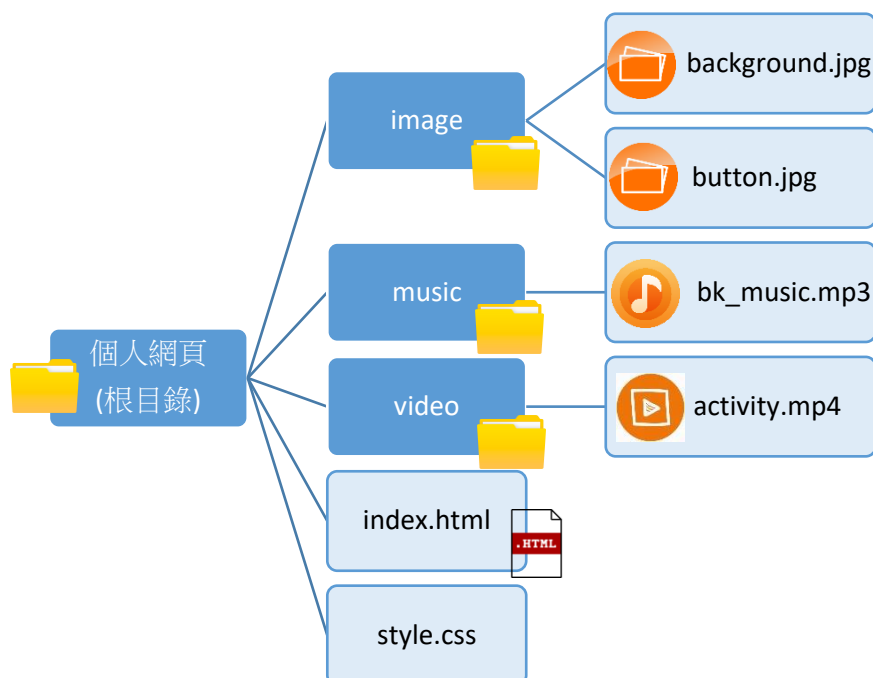 image
background.jpg
button.jpg
music
bk_music.mp3
個人網頁
(根目錄)
video
activity.mp4
index.html
.HTML
style.css